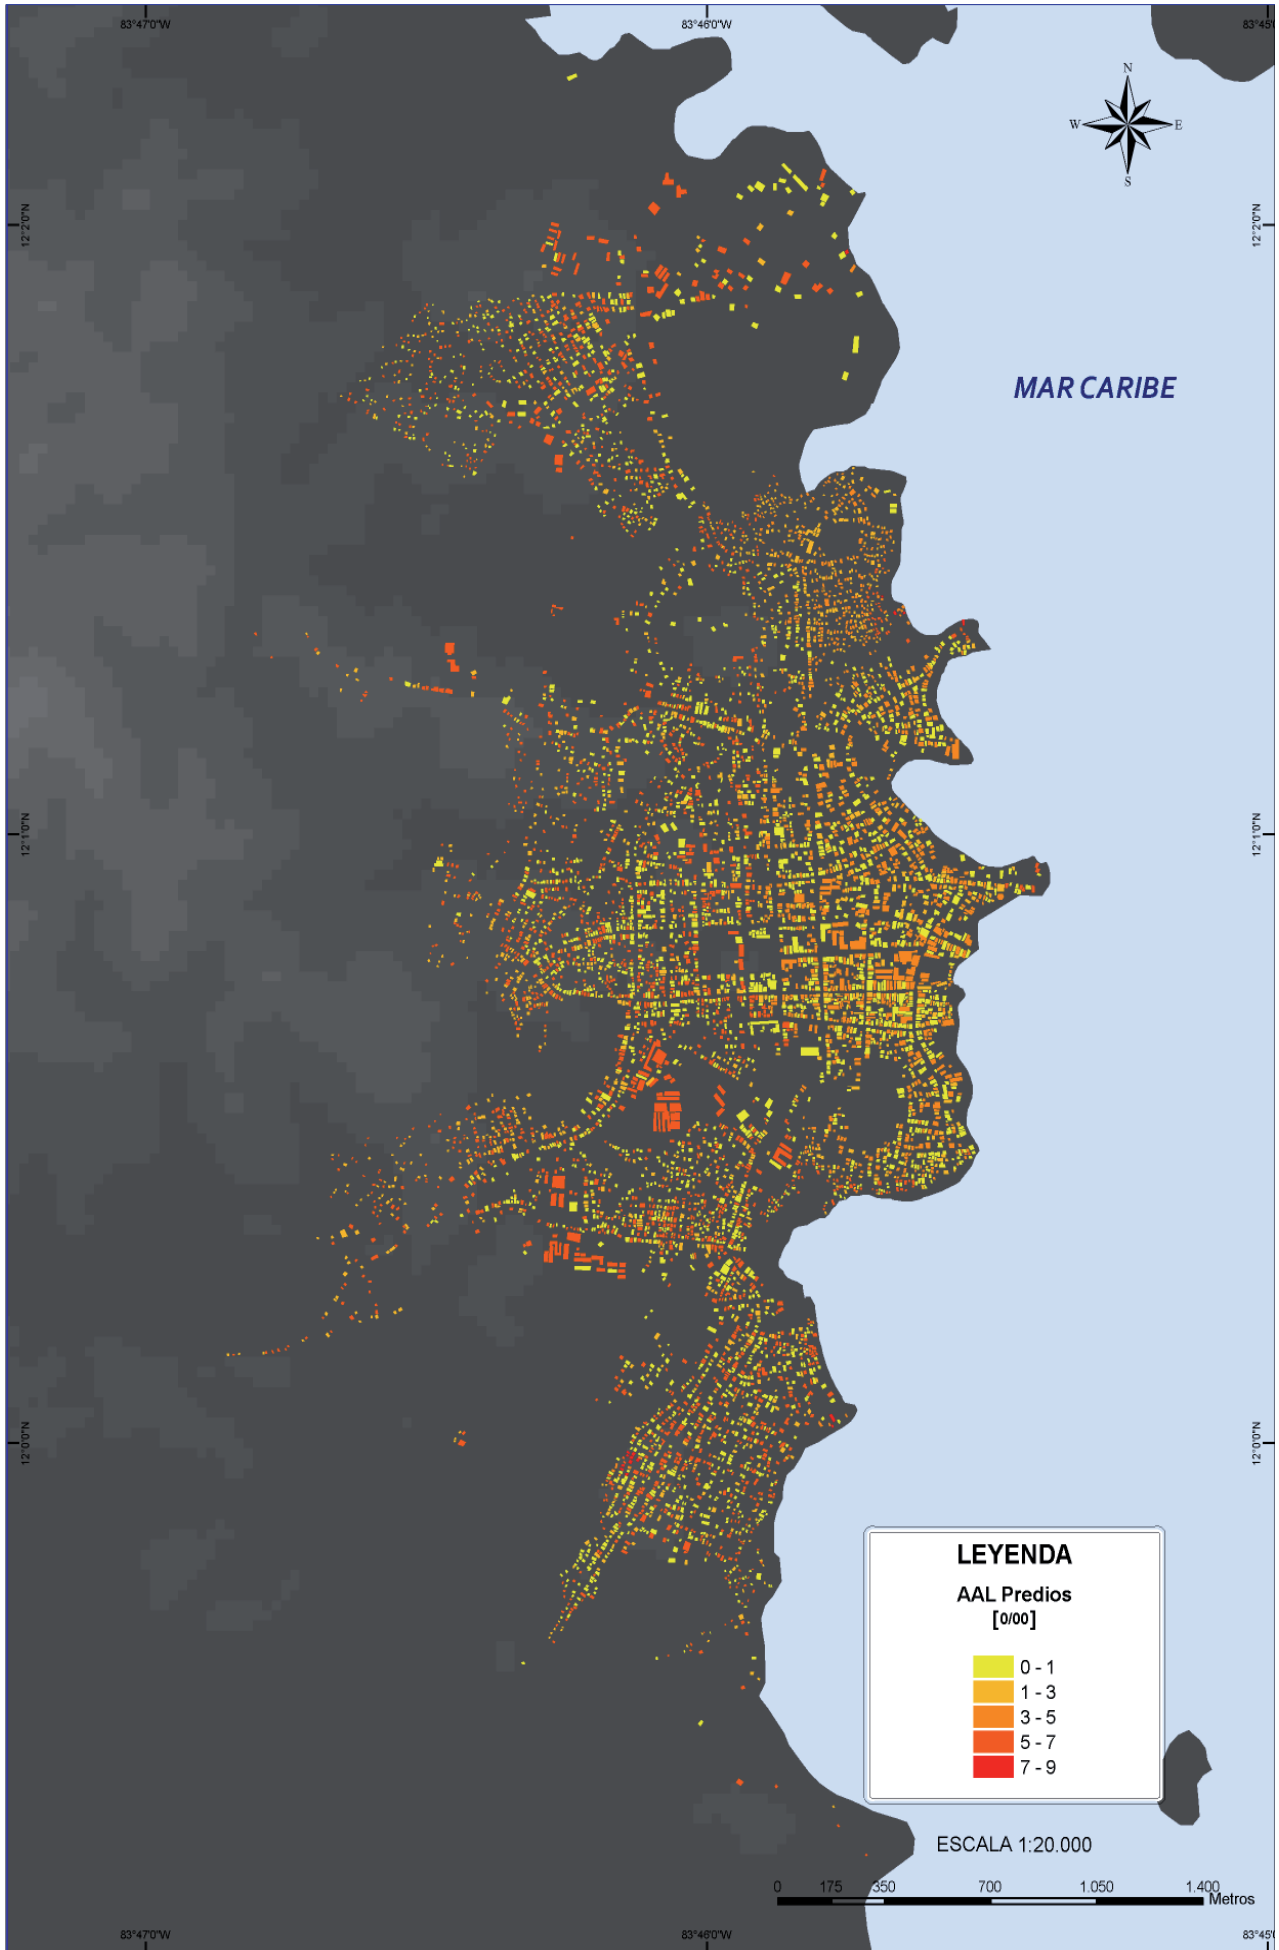 83°47'0"W
83°46'0"W
83°45'0
N
W
E
S
12°2'0"N
12°2'0"N
MAR CARIBE
12°1'0"N
12°1'0"N
12°0'0"N
12°0'0"N
LEYENDA
AAL Predios
[0/00]
0 - 1
1 - 3
3 - 5
5 - 7
7 - 9
ESCALA 1:20.000
0
175
350
700
1.050
1.400
Metros
83°47'0"W
83°46'0"W
83°45'0